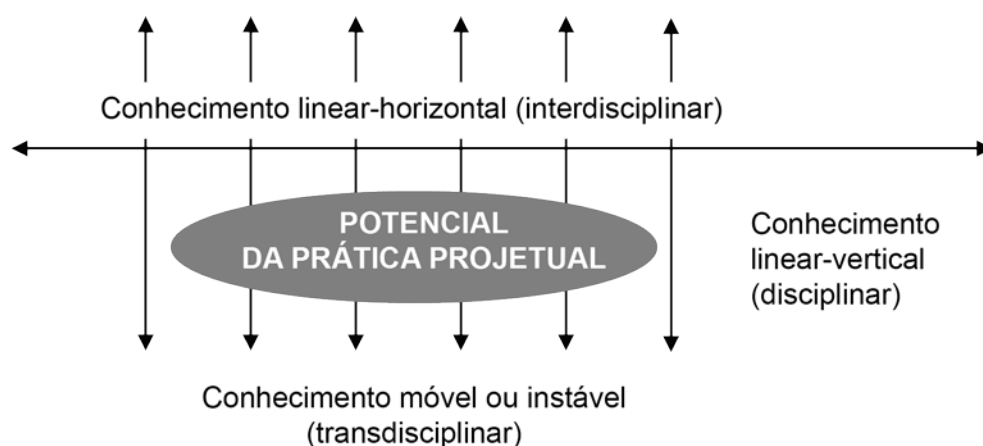 Conhecimento linear-horizontal (interdisciplinar)
POTENCIAL
DA PRÁTICA PROJETUAL
Conhecimento
linear-vertical
(disciplinar)
Conhecimento móvel ou instável
(transdisciplinar)